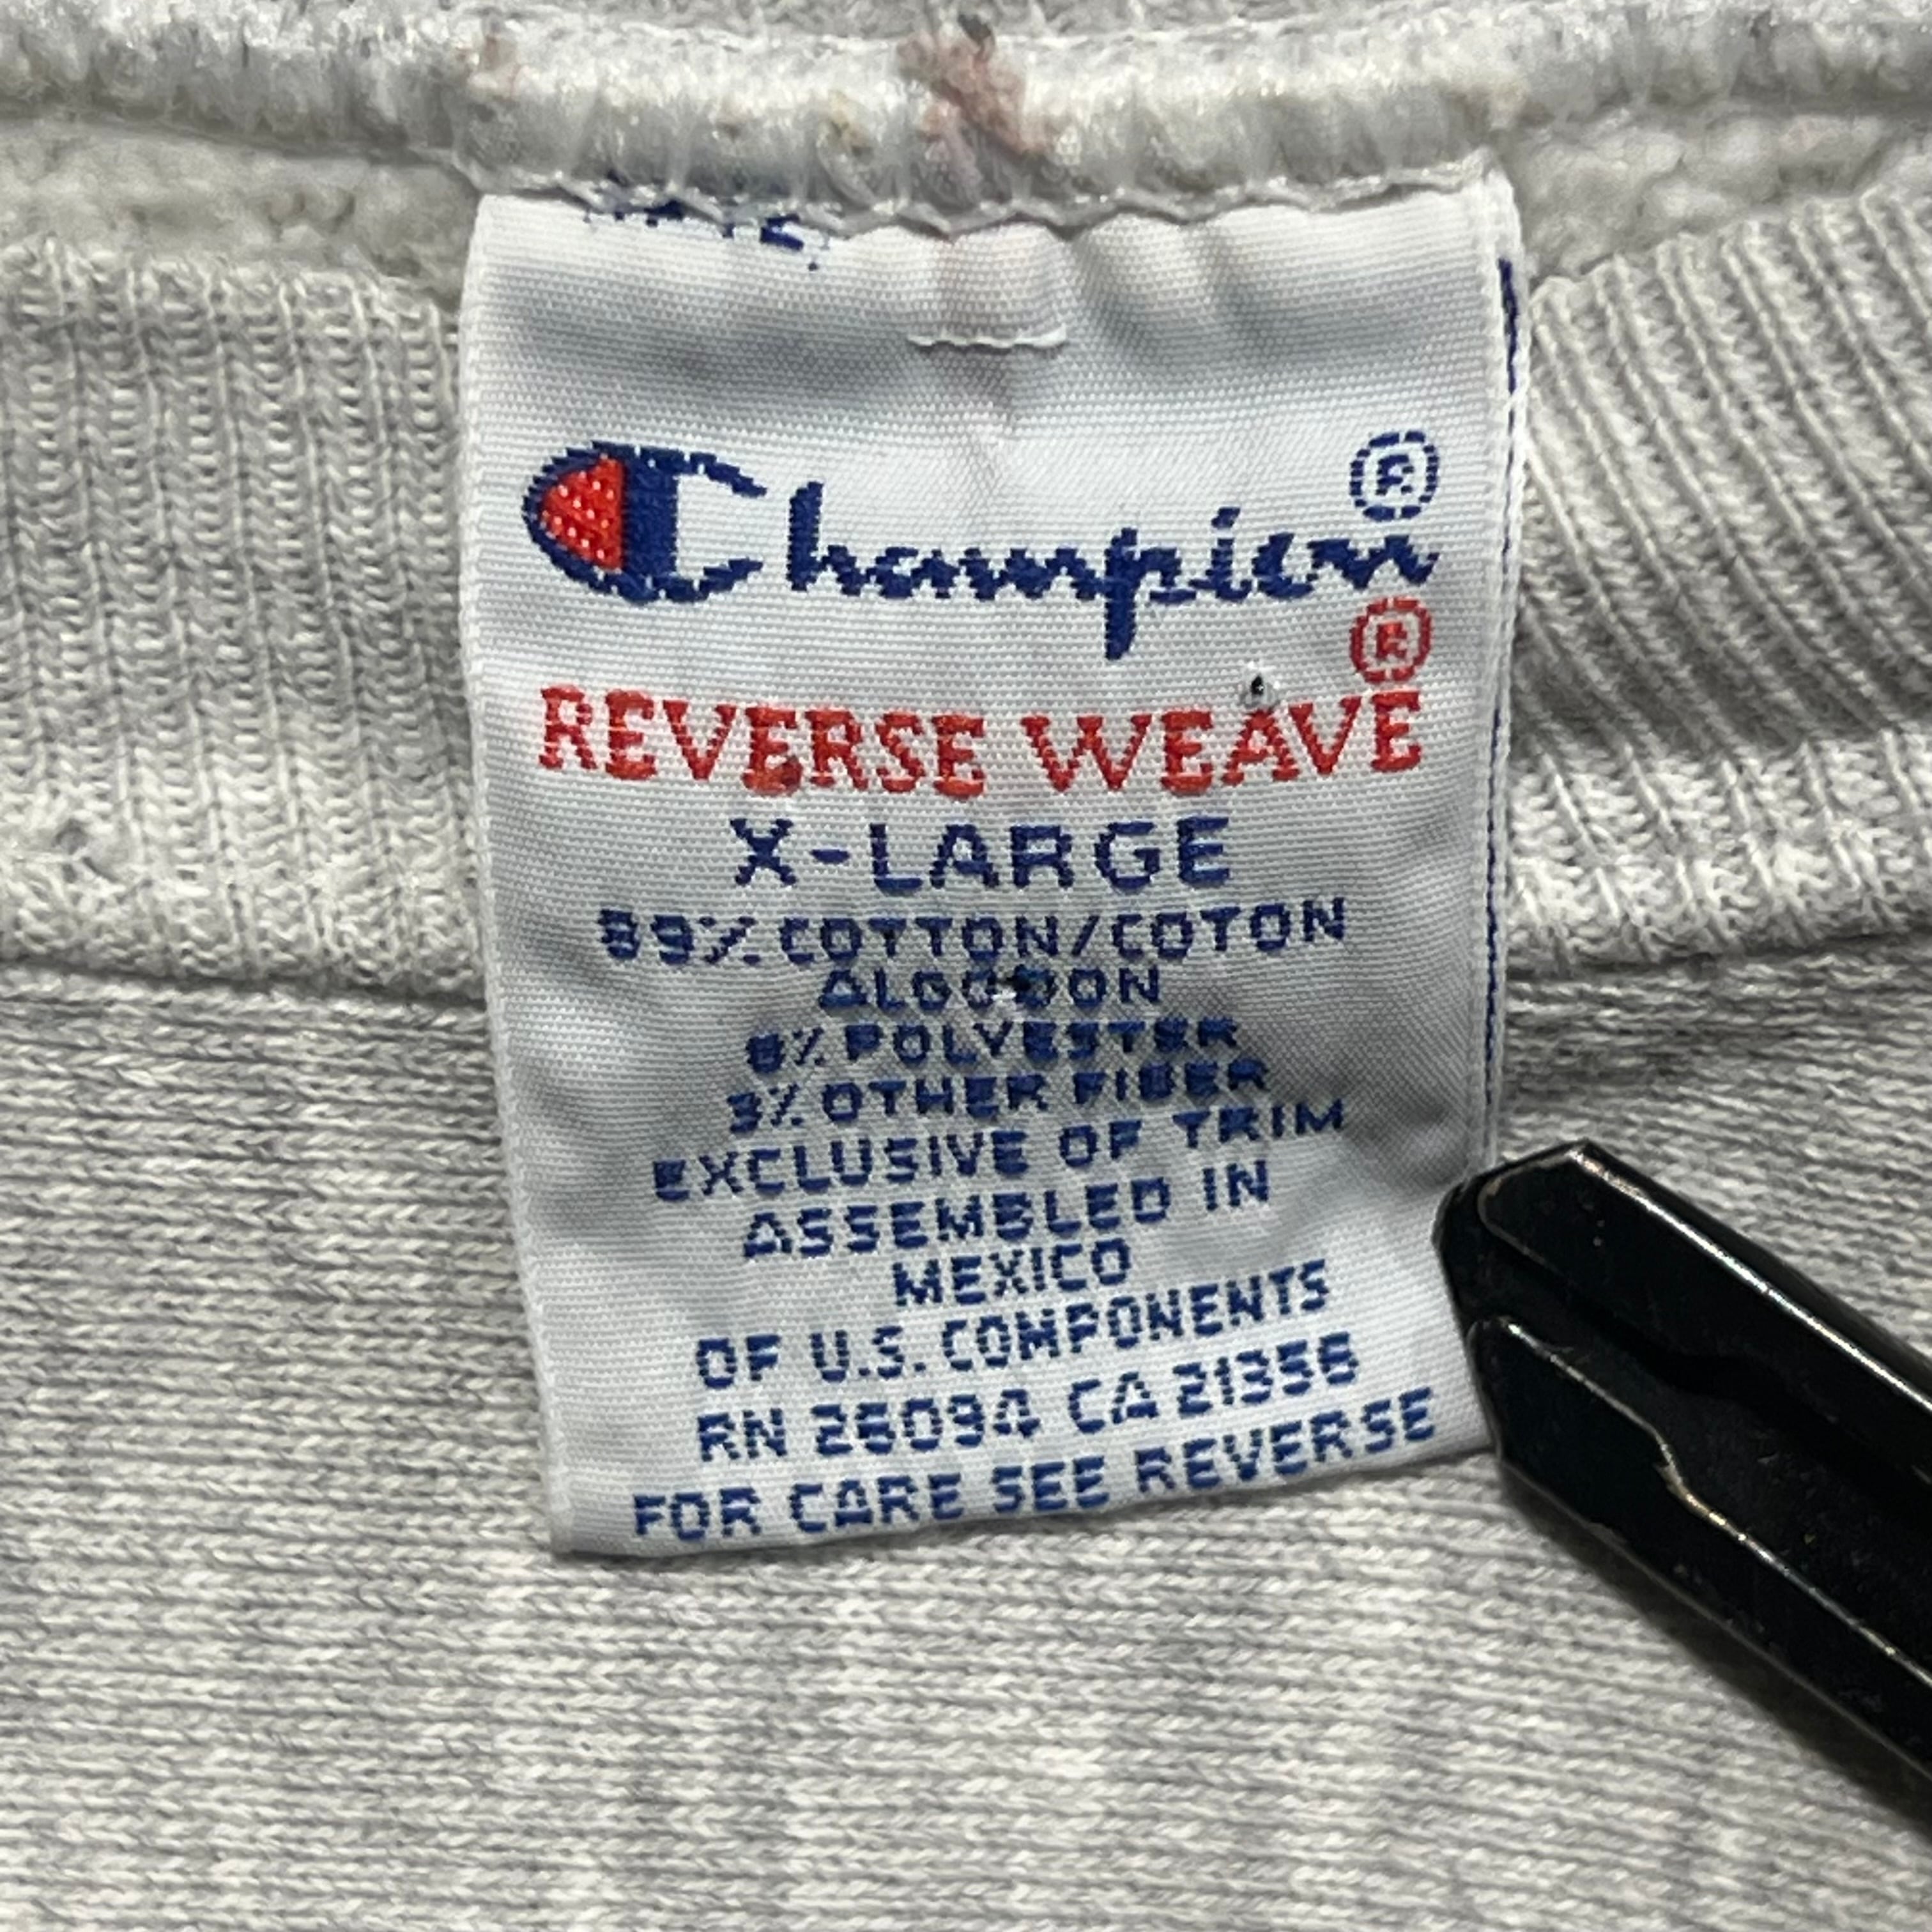 Champion®
®
REVERSE WEAVE
X-LARGE
89% COTTON/COTON
ALGODON
8% POLYESTER
3% OTHER FIBER
EXCLUSIVE OF TRIM
ASSEMBLED IN
MEXICO
OF U.S. COMPONENTS
RN 26094 CA 21356
FOR CARE SEE REVERSE